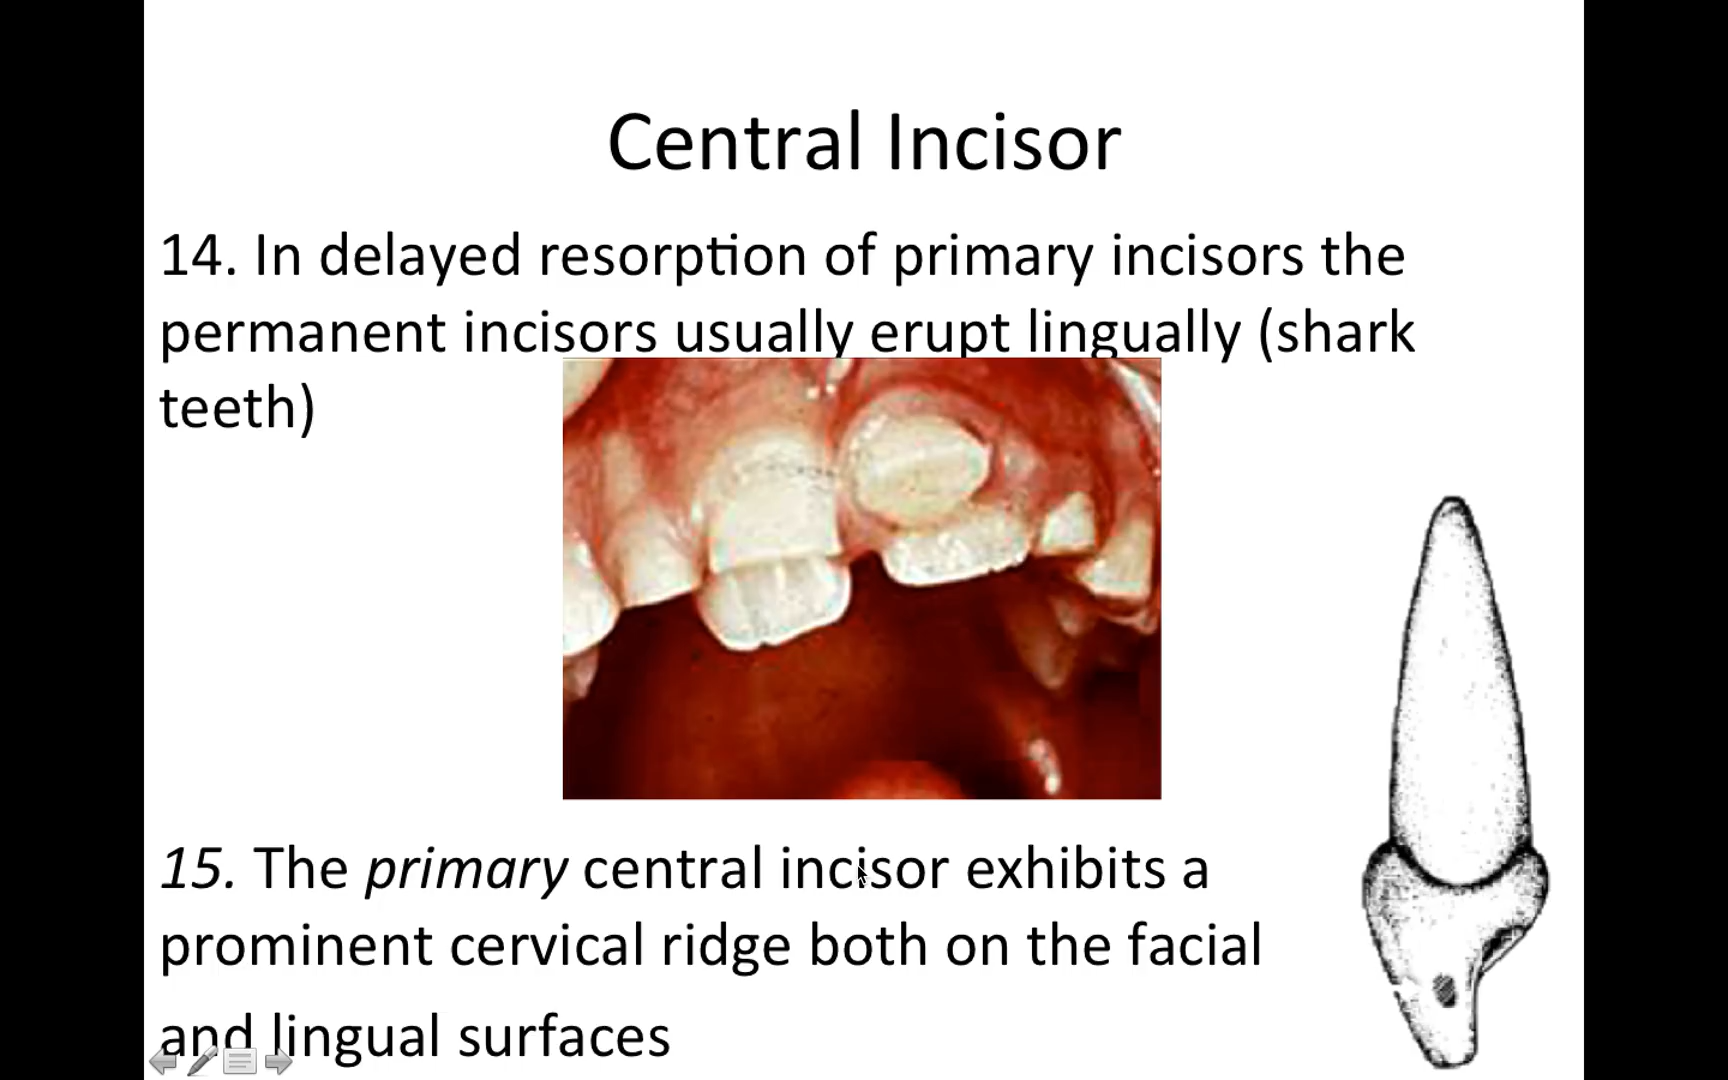 Central Incisor
14. In delayed resorption of primary incisors the
permanent incisors usually erupt lingually (shark
teeth)
15. The primary central incisor exhibits a
prominent cervical ridge both on the facial
and lingual surfaces